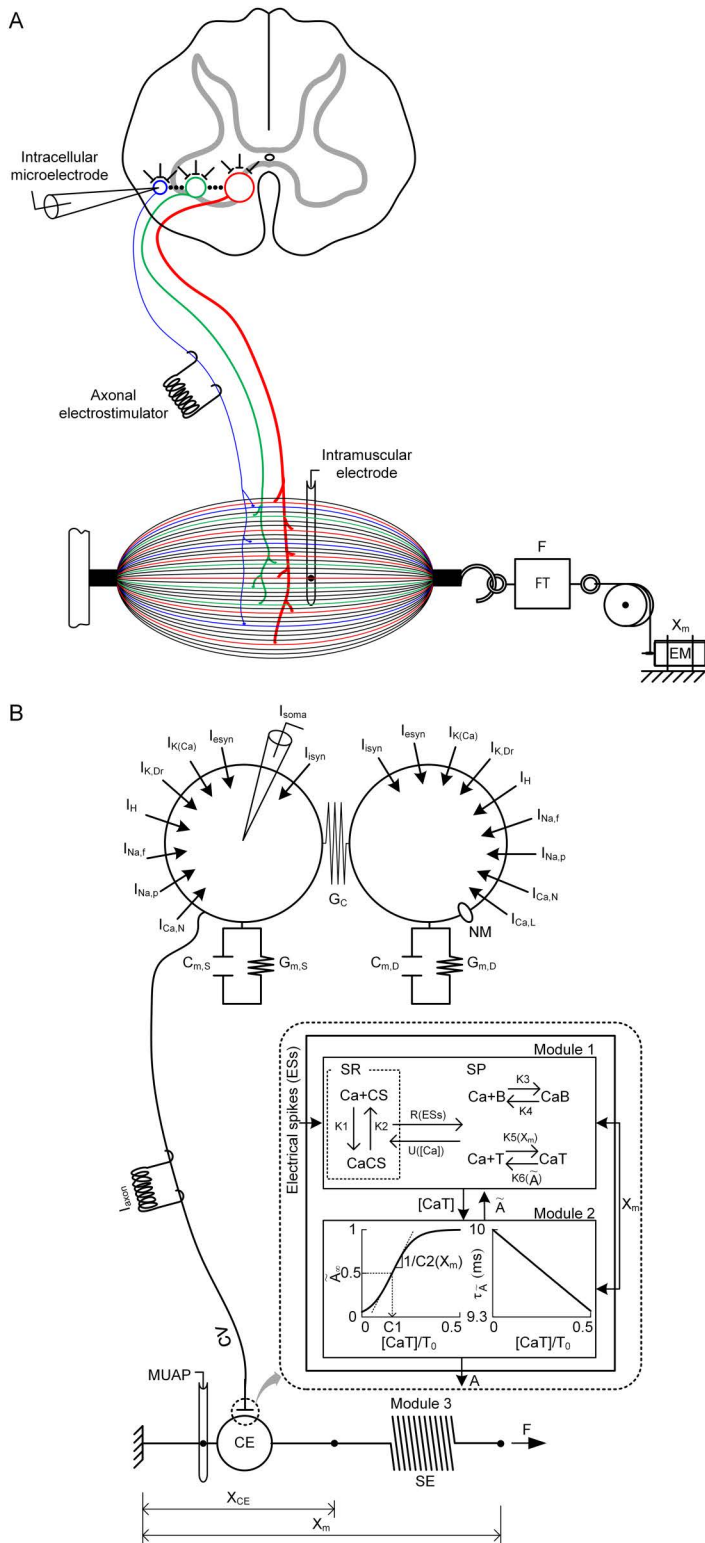 A
Intracellular
microelectrode
Axonal
electrostimulator
Intramuscular
electrode
F
FT
Xm
EM
B
Isoma
IK(Ca)
Iesyn
Iisyn
IK,Dr
IH
INa,f
INa,p
ICa,N
Iisyn
Iesyn
IK(Ca)
IK,Dr
IH
INa,f
INa,p
ICa,N
ICa,L
GC
NM
Cm,S
Gm,S
Cm,D
Gm,D
Electrical spikes (ESs)
Module 1
SR
SP
Ca+CS
K1
K2
CaCS
R(ESs)
U([Ca])
Ca+B
K3
K4
CaB
Ca+T
K5(Xm)
K6(Ã)
CaT
[CaT]
Ã
Xm
Module 2
1
0.5
0
Ã∞
1/C2(Xm)
0
C1
0.5
[CaT]/T0
10
9.3
τÃ (ms)
0
0.5
[CaT]/T0
A
Iaxon
CV
MUAP
CE
Module 3
SE
F
XCE
Xm